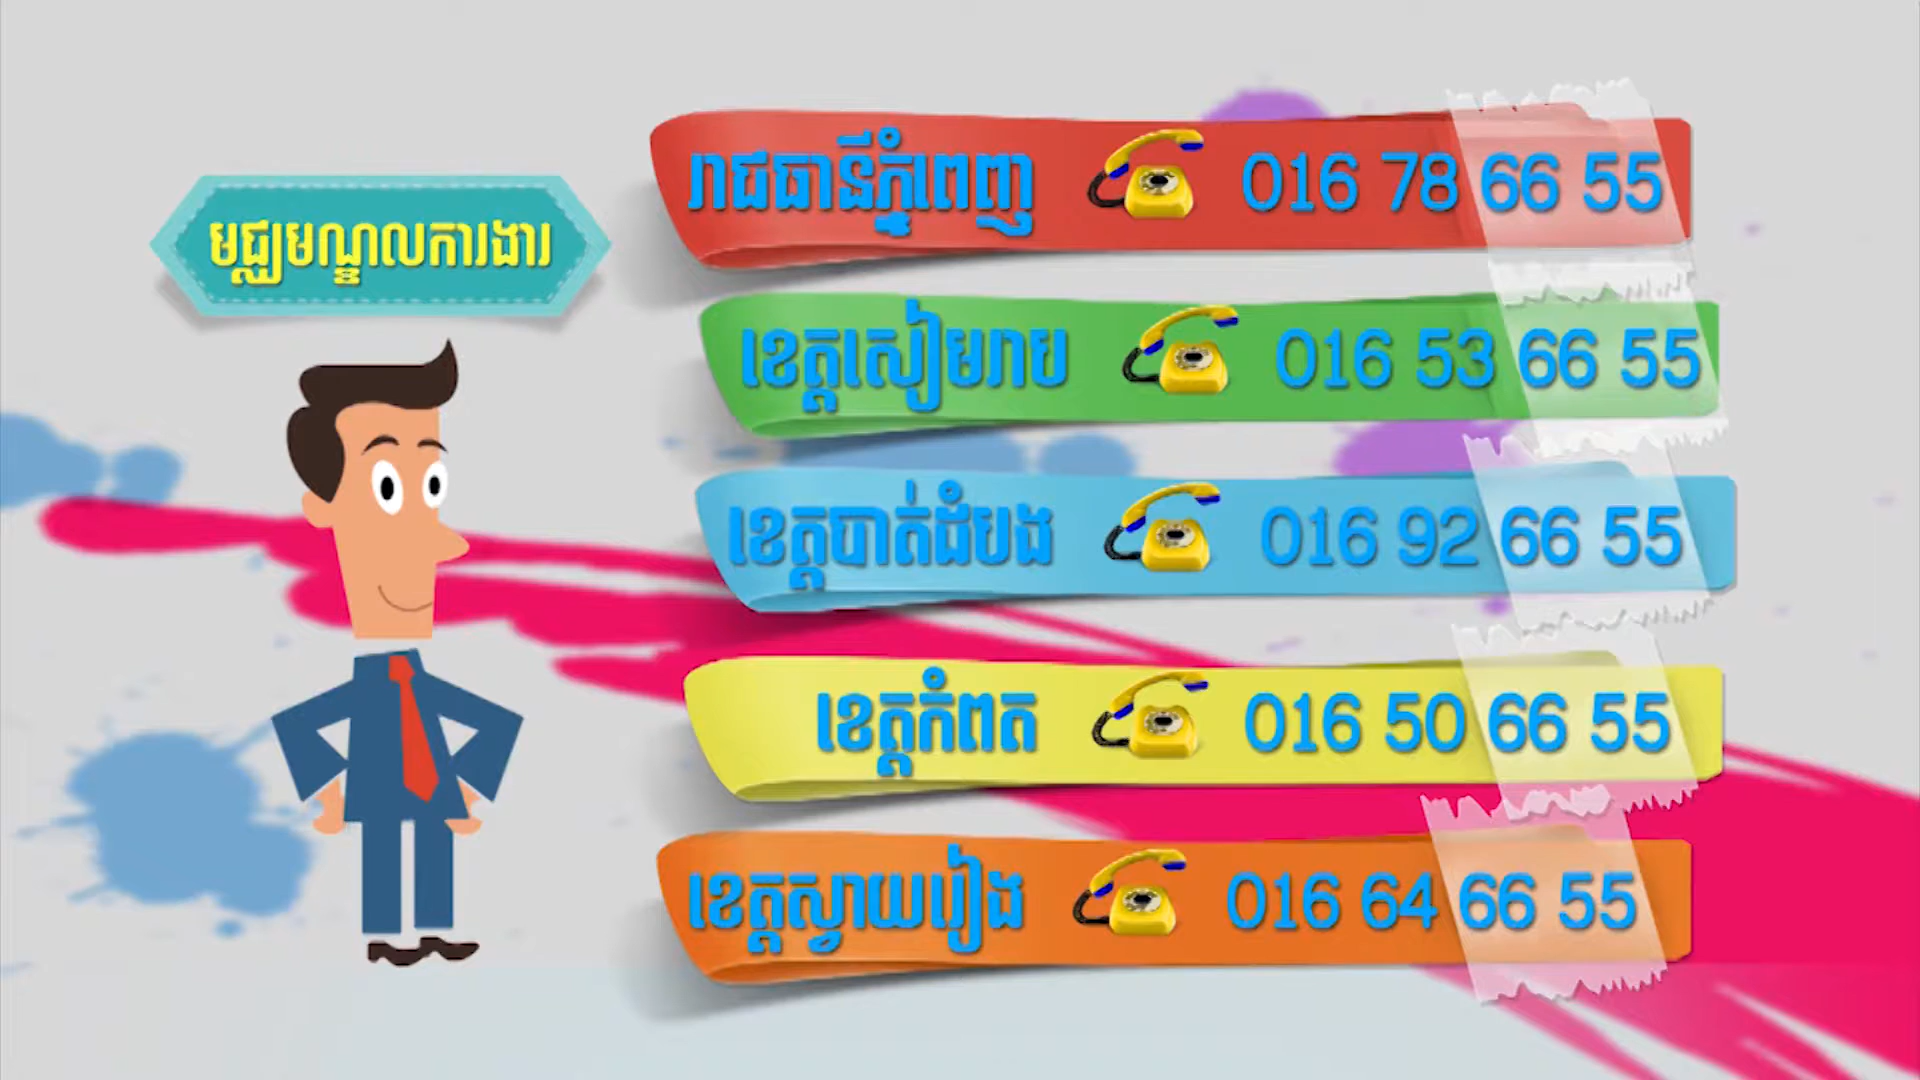 មជ្ឈមណ្ឌលការងារ
រាជធានីភ្នំពេញ 016 78 66 55
ខេត្តសៀមរាប 016 53 66 55
ខេត្តបាត់ដំបង 016 92 66 55
ខេត្តកំពត 016 50 66 55
ខេត្តស្វាយរៀង 016 64 66 55